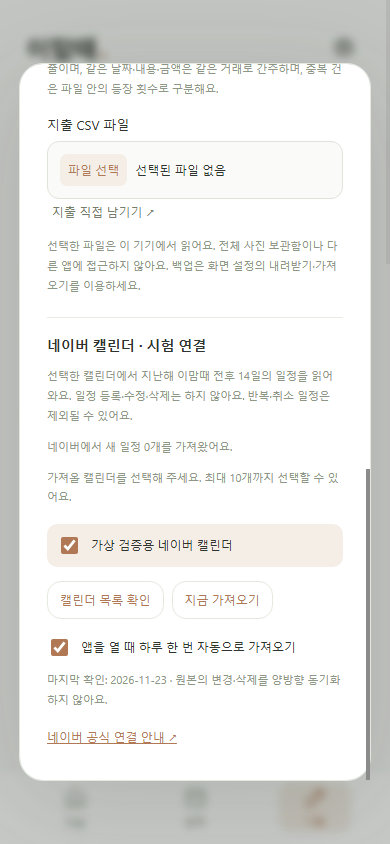 줄이며, 같은 날짜·내용·금액은 같은 거래로 간주하며, 중복 건
은 파일 안의 등장 횟수로 구분해요.
지출 CSV 파일
파일 선택 선택된 파일 없음
지출 직접 남기기 ↗
선택한 파일은 이 기기에서 읽어요. 전체 사진 보관함이나 다
른 앱에 접근하지 않아요. 백업은 화면 설정의 내려받기·가져
오기를 이용하세요.
네이버 캘린더 · 시험 연결
선택한 캘린더에서 지난해 이맘때 전후 14일의 일정을 읽어
와요. 일정 등록·수정·삭제는 하지 않아요. 반복·취소 일정은
제외될 수 있어요.
네이버에서 새 일정 0개를 가져왔어요.
가져올 캘린더를 선택해 주세요. 최대 10개까지 선택할 수 있
어요.
가상 검증용 네이버 캘린더
캘린더 목록 확인 지금 가져오기
앱을 열 때 하루 한 번 자동으로 가져오기
마지막 확인: 2026-11-23 · 원본의 변경·삭제를 양방향 동기화
하지 않아요.
네이버 공식 연결 안내 ↗